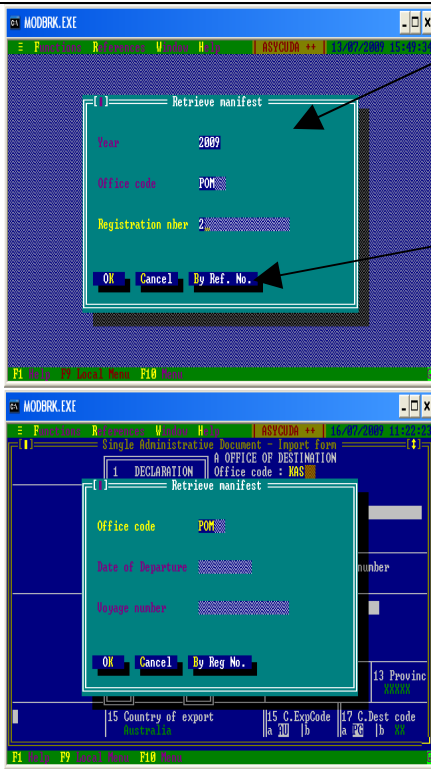 MODBRK.EXE
≡ Functions References Window Help | ASYCUDA ++ | 13/07/2009 15:49:34
Retrieve manifest
Year 2009
Office code POM
Registration nber 2
OK Cancel By Ref. No.
F1 Help F9 Local Menu F10 Menu
MODBRK.EXE
≡ Functions References Window Help | ASYCUDA ++ | 16/07/2009 11:22:23
Single Administrative Document - Import form
A OFFICE OF DESTINATION
1 DECLARATION Office code : KAS
Retrieve manifest
Office code POM
Date of Departure
number
Voyage number
OK Cancel By Reg No.
13 Provinc
XXXXX
15 Country of export 15 C.ExpCode 17 C.Dest code
Australia a AU b a PG b XX
F1 Help F9 Local Menu F10 Menu